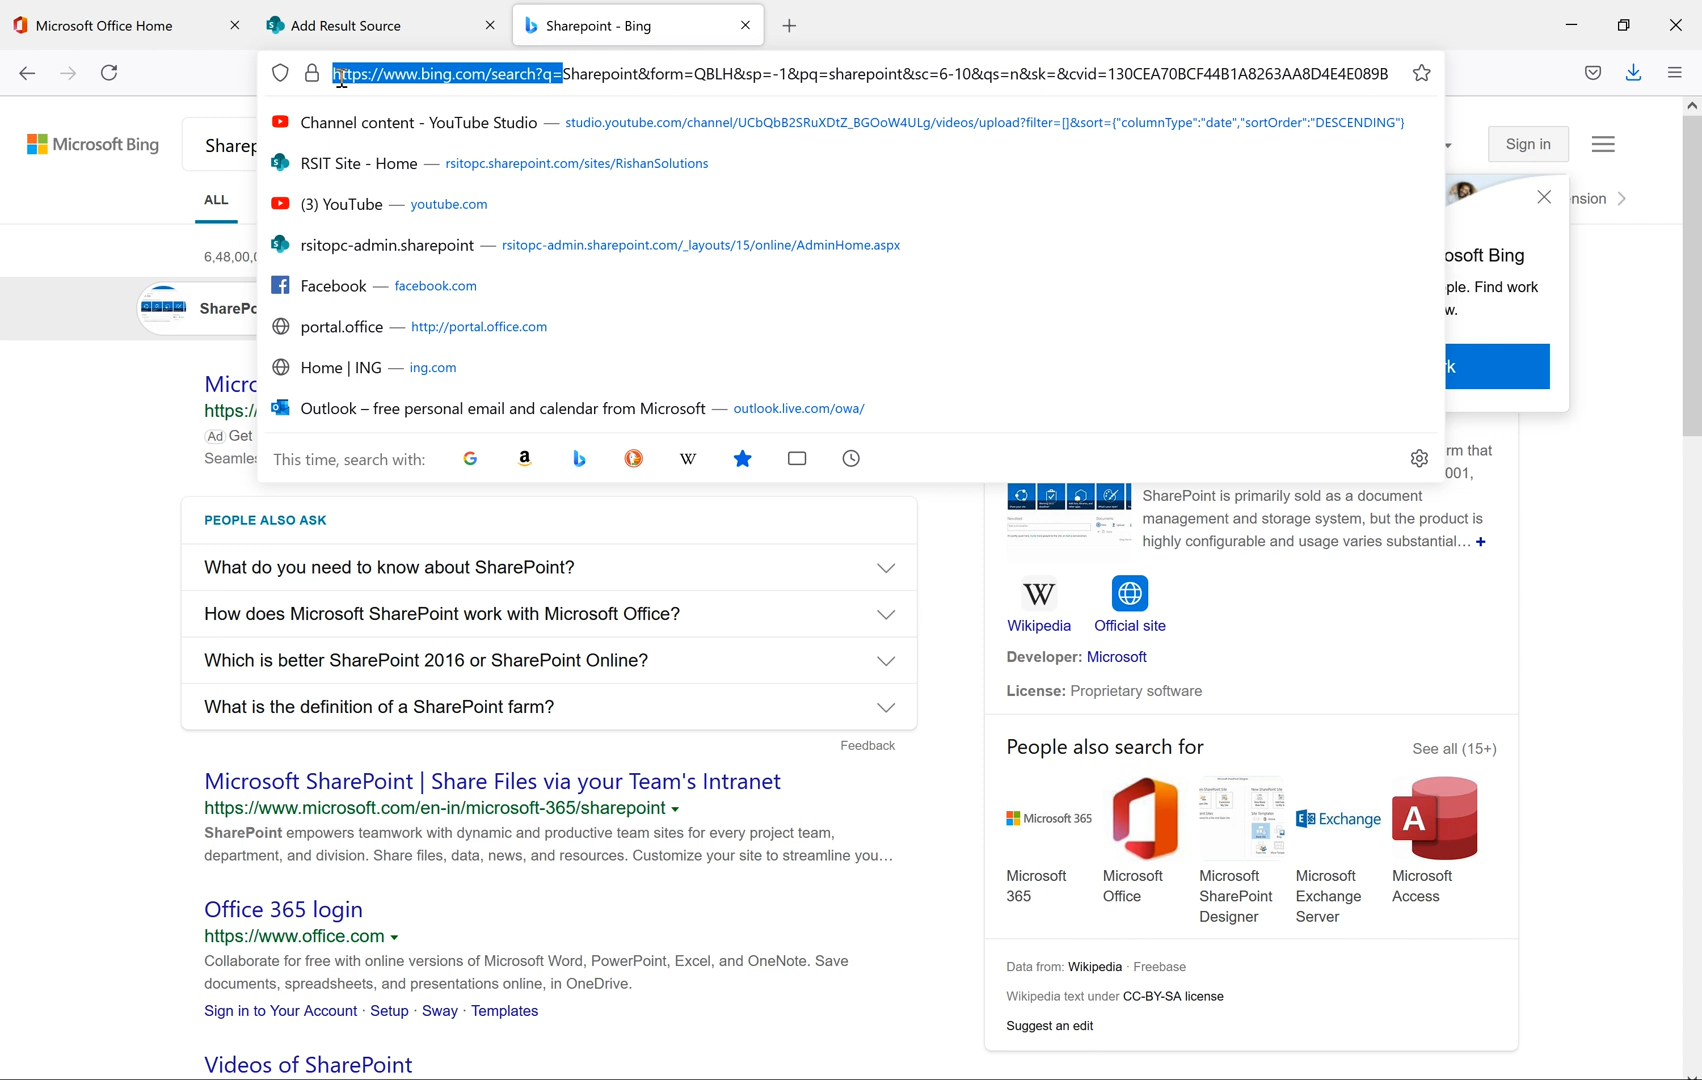 Microsoft Office Home
Add Result Source
Sharepoint - Bing
https://www.bing.com/search?q=Sharepoint&form=QBLH&sp=-1&pq=sharepoint&sc=6-10&qs=n&sk=&cvid=130CEA70BCF44B1A8263AA8D4E4E089B
Channel content - YouTube Studio — studio.youtube.com/channel/UCbQbB2SRuXDtZ_BGOoW4ULg/videos/upload?filter=[]&sort={"columnType":"date","sortOrder":"DESCENDING"}
RSIT Site - Home — rsitopc.sharepoint.com/sites/RishanSolutions
(3) YouTube — youtube.com
rsitopc-admin.sharepoint — rsitopc-admin.sharepoint.com/_layouts/15/online/AdminHome.aspx
Facebook — facebook.com
portal.office — http://portal.office.com
Home | ING — ing.com
Outlook – free personal email and calendar from Microsoft — outlook.live.com/owa/
This time, search with:
Microsoft Bing
Sharep
Sign in
ALL
nsion
6,48,00,0
SharePo
osoft Bing
ple. Find work
w.
k
Micro
https://
Ad Get
Seamles
rm that
001,
SharePoint is primarily sold as a document
management and storage system, but the product is
highly configurable and usage varies substantial… +
Wikipedia
Official site
Developer: Microsoft
License: Proprietary software
PEOPLE ALSO ASK
What do you need to know about SharePoint?
How does Microsoft SharePoint work with Microsoft Office?
Which is better SharePoint 2016 or SharePoint Online?
What is the definition of a SharePoint farm?
Feedback
Microsoft SharePoint | Share Files via your Team's Intranet
https://www.microsoft.com/en-in/microsoft-365/sharepoint
SharePoint empowers teamwork with dynamic and productive team sites for every project team,
department, and division. Share files, data, news, and resources. Customize your site to streamline you…
Office 365 login
https://www.office.com
Collaborate for free with online versions of Microsoft Word, PowerPoint, Excel, and OneNote. Save
documents, spreadsheets, and presentations online, in OneDrive.
Sign in to Your Account · Setup · Sway · Templates
Videos of SharePoint
People also search for
See all (15+)
Microsoft 365
Exchange
Microsoft
365
Microsoft
Office
Microsoft
SharePoint
Designer
Microsoft
Exchange
Server
Microsoft
Access
Data from: Wikipedia · Freebase
Wikipedia text under CC-BY-SA license
Suggest an edit